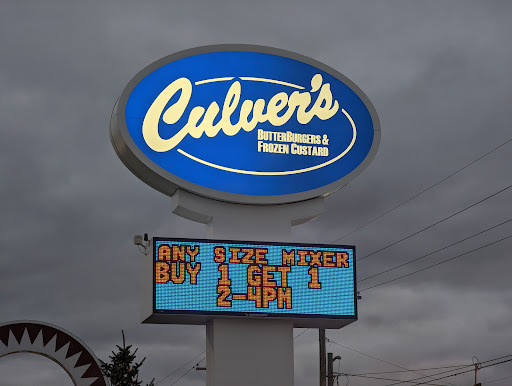 Culver's
ButterBurgers &
Frozen Custard
ANY SIZE MIXER
BUY 1 GET 1
2-4PM